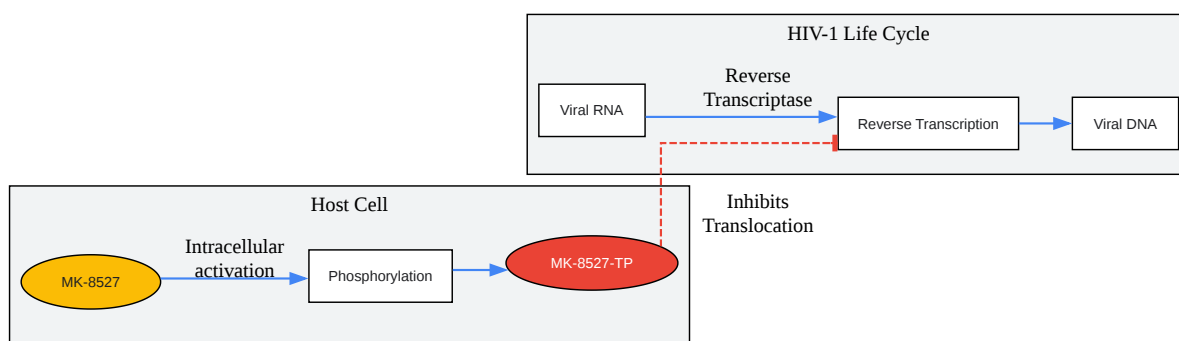 HIV-1 Life Cycle
Reverse
Transcriptase
Viral RNA
Reverse Transcription
Viral DNA
Inhibits
Translocation
Host Cell
Intracellular
activation
MK-8527
Phosphorylation
MK-8527-TP